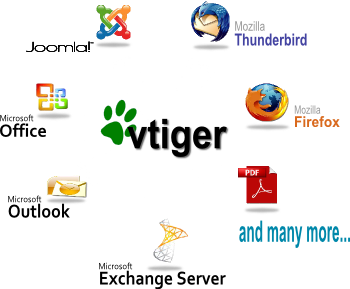 Joomla!
Mozilla
Thunderbird
Microsoft
Office
vtiger
Mozilla
Firefox
Microsoft
Outlook
PDF
and many more...
Microsoft
Exchange Server